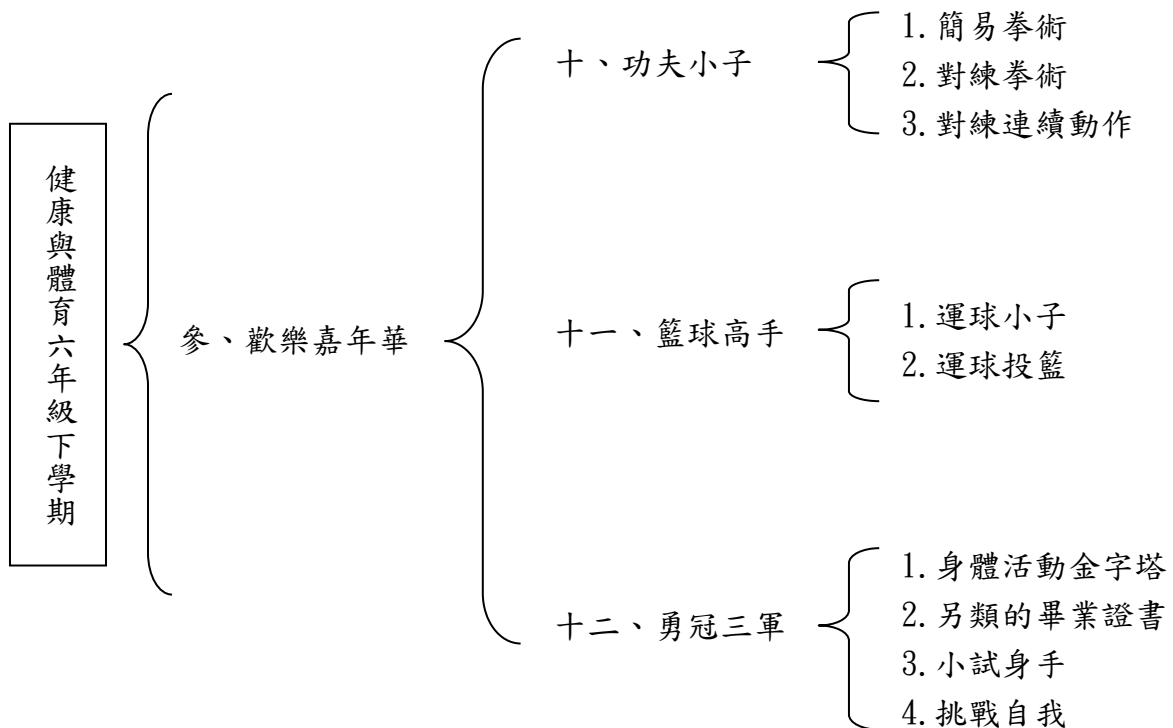 健康與體育六年級下學期
參、歡樂嘉年華
十、功夫小子
1.簡易拳術
2.對練拳術
3.對練連續動作
十一、籃球高手
1.運球小子
2.運球投籃
十二、勇冠三軍
1.身體活動金字塔
2.另類的畢業證書
3.小試身手
4.挑戰自我